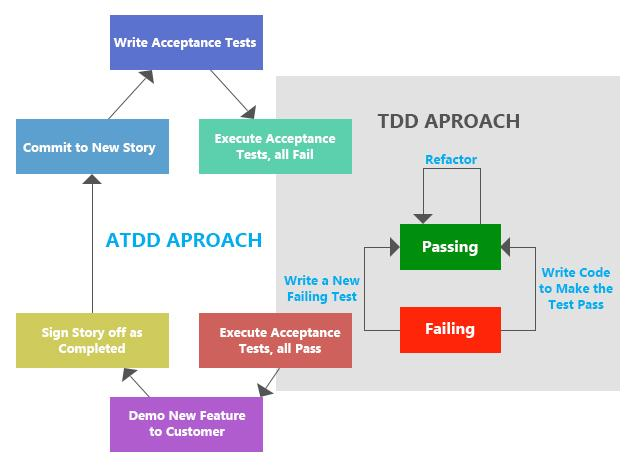 Write Acceptance Tests
Commit to New Story
Execute Acceptance
Tests, all Fail
ATDD APROACH
Sign Story off as
Completed
Execute Acceptance
Tests, all Pass
Demo New Feature
to Customer
TDD APROACH
Refactor
Passing
Write a New
Failing Test
Write Code
to Make the
Test Pass
Failing